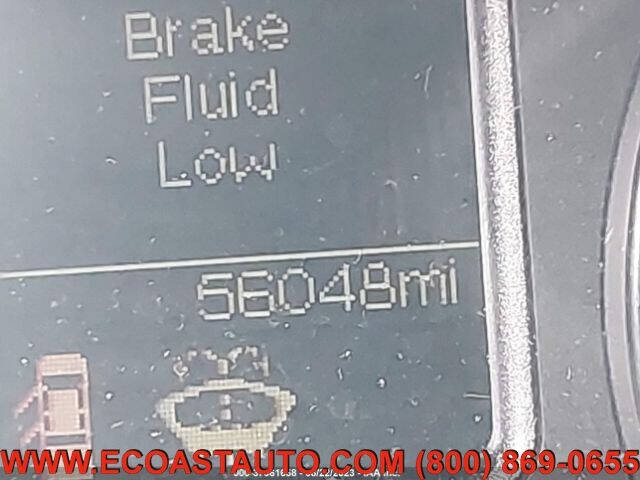 Brake
Fluid
Low
56048mi
WWW.ECOASTAUTO.COM (800) 869-0655